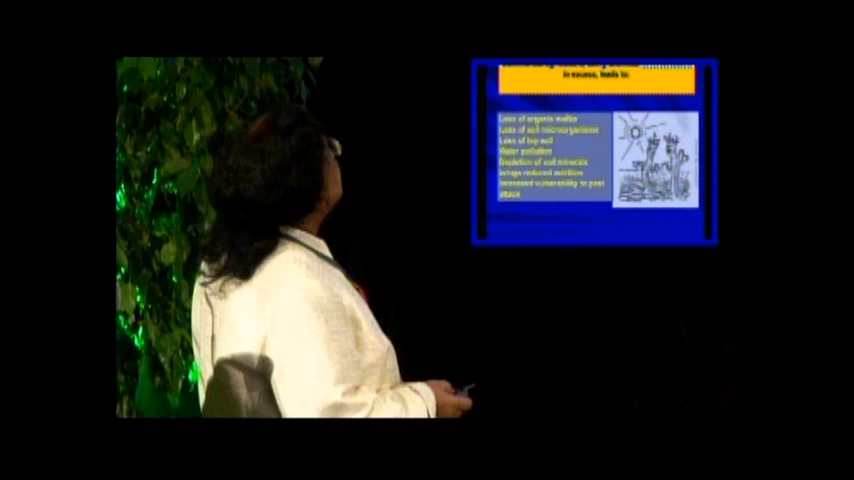 in excess, leads to:
Loss of organic matter
Loss of soil microorganisms
Loss of top soil
Water pollution
Depletion of soil minerals
brings reduced nutrition
Increased vulnerability to pest
attack